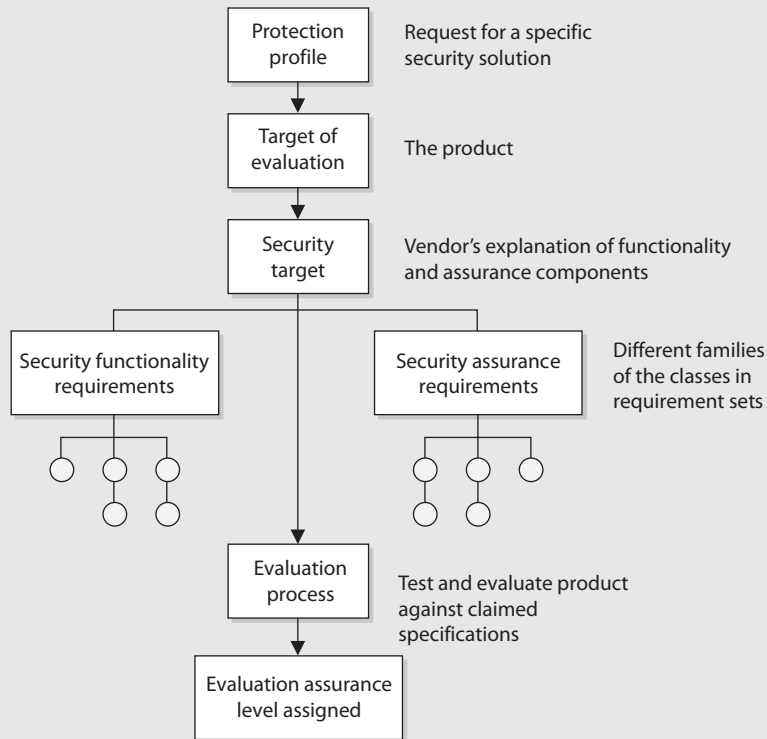 Protection
profile
Request for a specific
security solution
Target of
evaluation
The product
Security
target
Vendor’s explanation of functionality
and assurance components
Security functionality
requirements
Security assurance
requirements
Different families
of the classes in
requirement sets
Evaluation
process
Test and evaluate product
against claimed
specifications
Evaluation assurance
level assigned